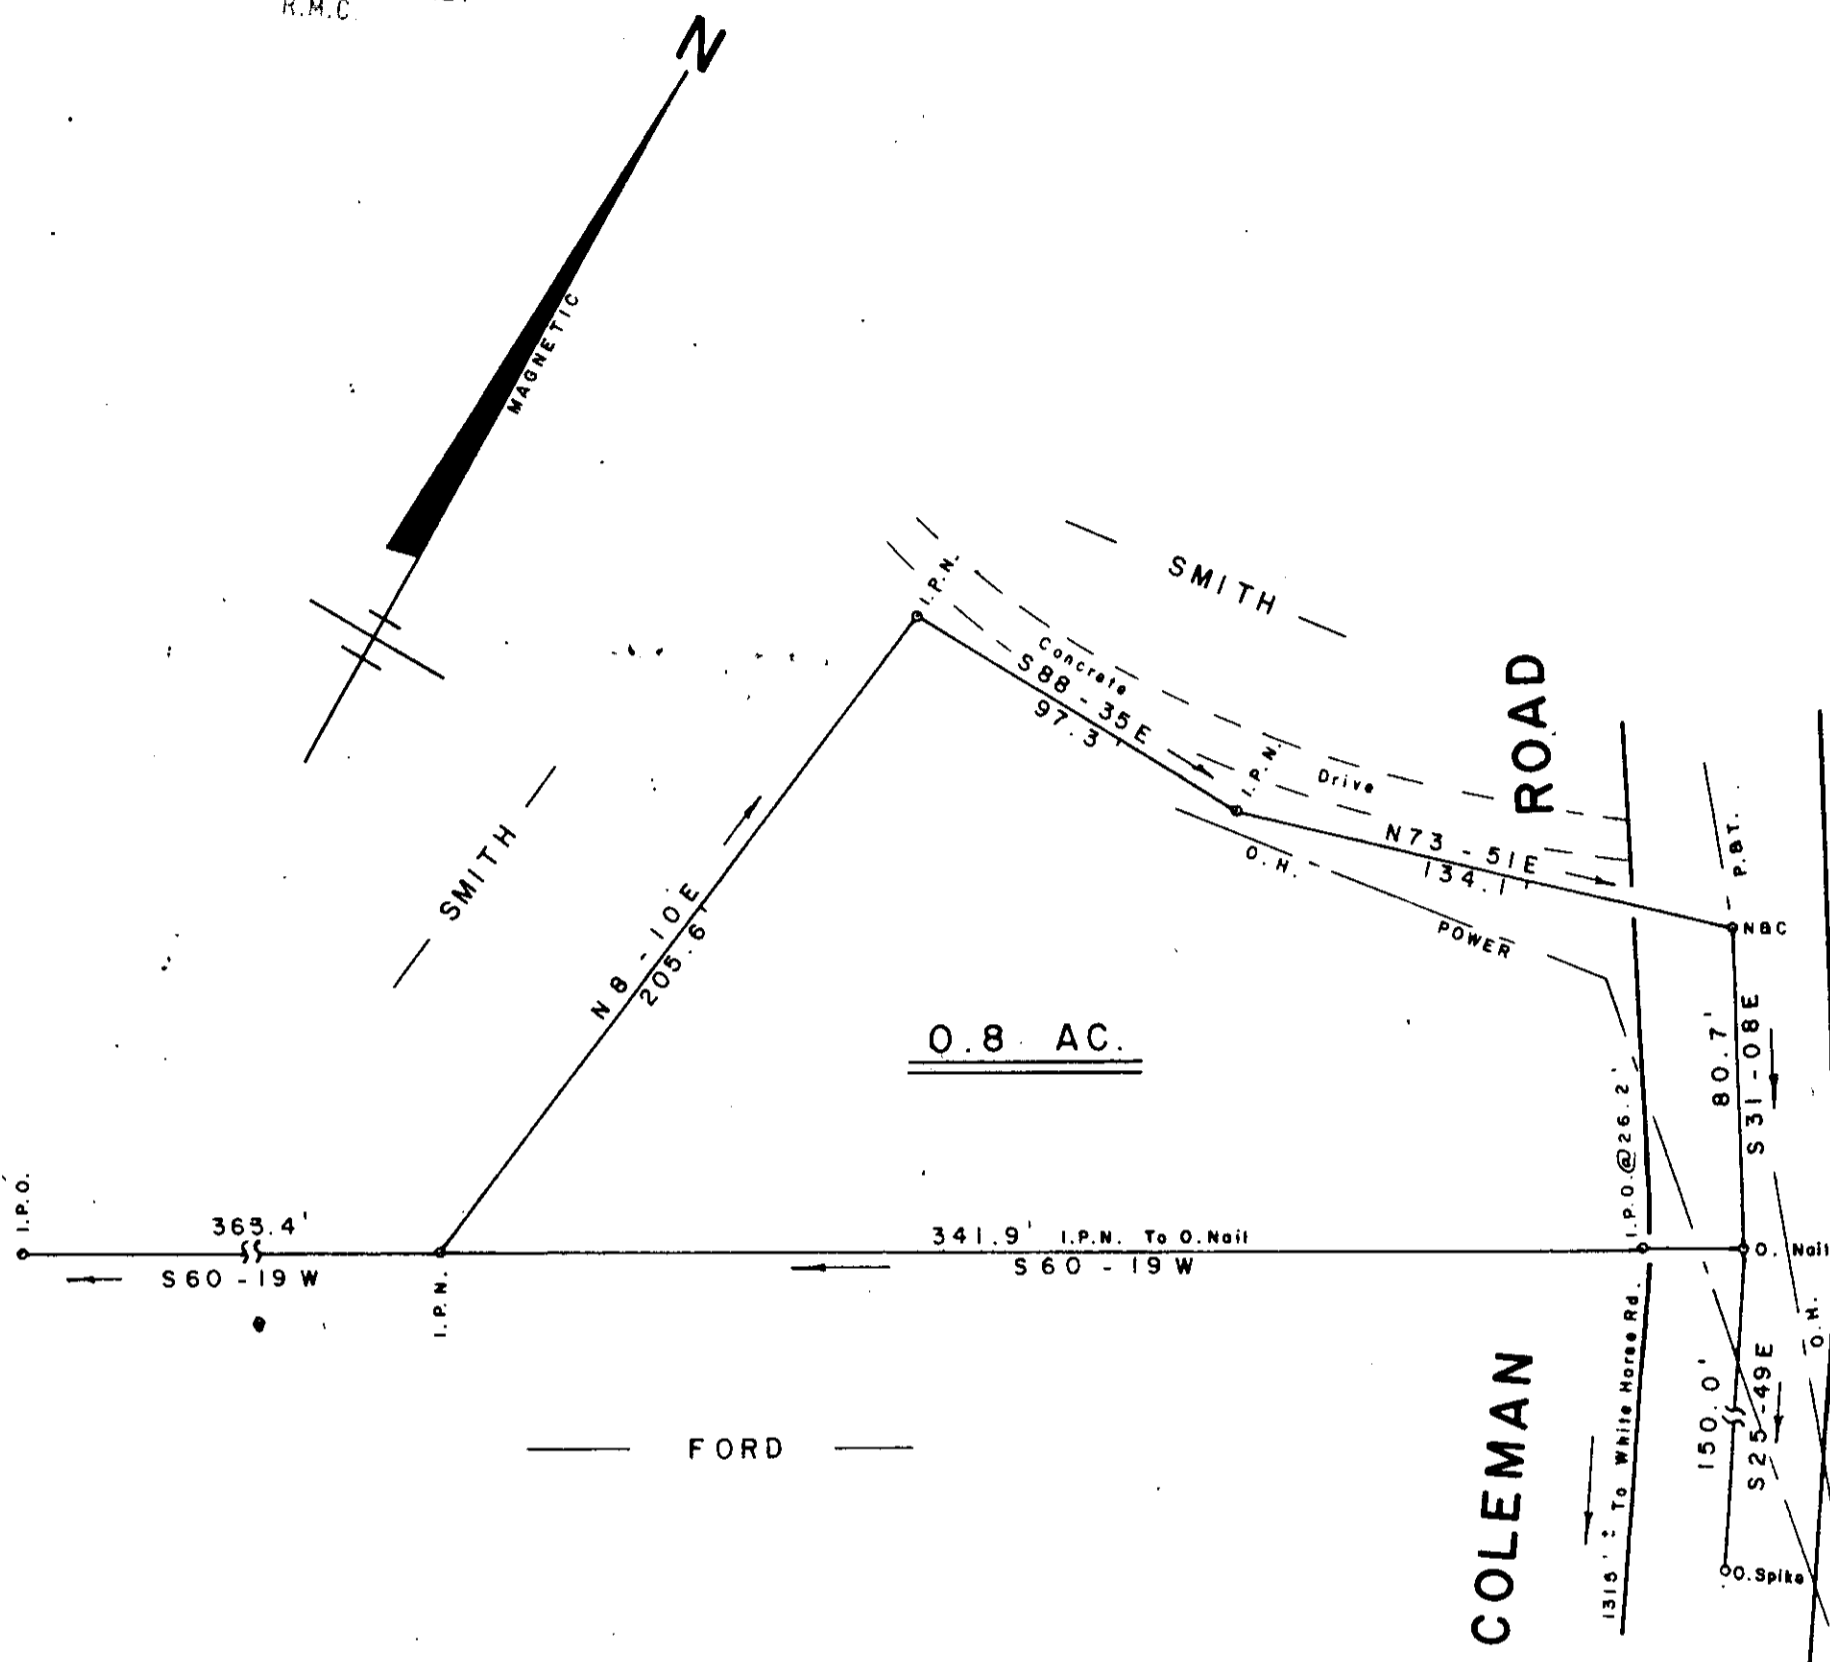 R.M.C.
N
MAGNETIC
SMITH
I.P.N.
Concrete
S88-35E
97.3'
I.P.N.
Drive
ROAD
N73-51E
134.1'
O.H.
POWER
P.BT.
NBC
SMITH
N8-10E
205.6'
0.8 AC.
80.7'
S31-08E
I.P.O.@26.2'
I.P.O.
363.4'
S60-19W
I.P.N.
341.9' I.P.N. To O.Nail
S60-19W
O. Nail
O.H.
FORD
COLEMAN
1315'± To White Horse Rd.
150.0'
S25-49E
O.Spike